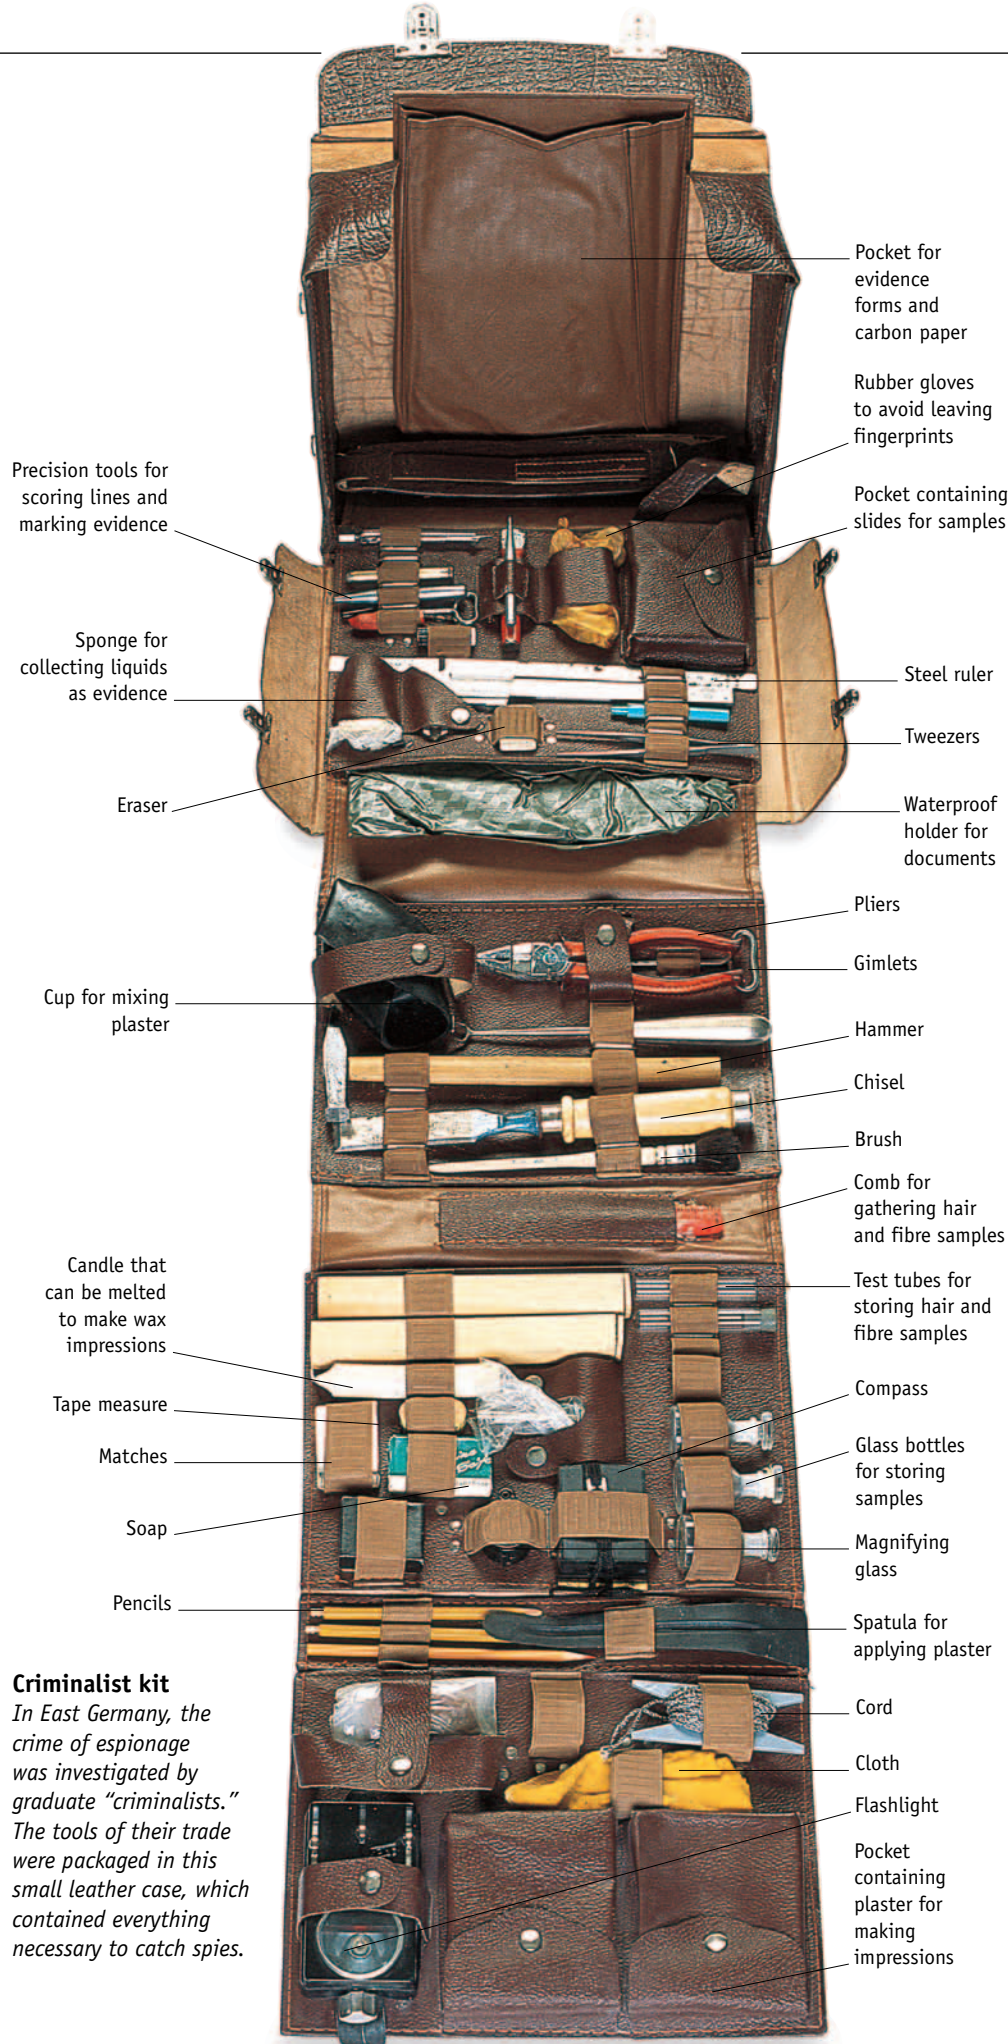 Pocket for
evidence
forms and
carbon paper
Rubber gloves
to avoid leaving
fingerprints
Precision tools for
scoring lines and
marking evidence
Pocket containing
slides for samples
Sponge for
collecting liquids
as evidence
Steel ruler
Tweezers
Eraser
Waterproof
holder for
documents
Pliers
Gimlets
Cup for mixing
plaster
Hammer
Chisel
Brush
Comb for
gathering hair
and fibre samples
Candle that
can be melted
to make wax
impressions
Test tubes for
storing hair and
fibre samples
Tape measure
Compass
Matches
Glass bottles
for storing
samples
Soap
Magnifying
glass
Pencils
Spatula for
applying plaster
Criminalist kit
In East Germany, the
crime of espionage
was investigated by
graduate “criminalists.”
The tools of their trade
were packaged in this
small leather case, which
contained everything
necessary to catch spies.
Cord
Cloth
Flashlight
Pocket
containing
plaster for
making
impressions